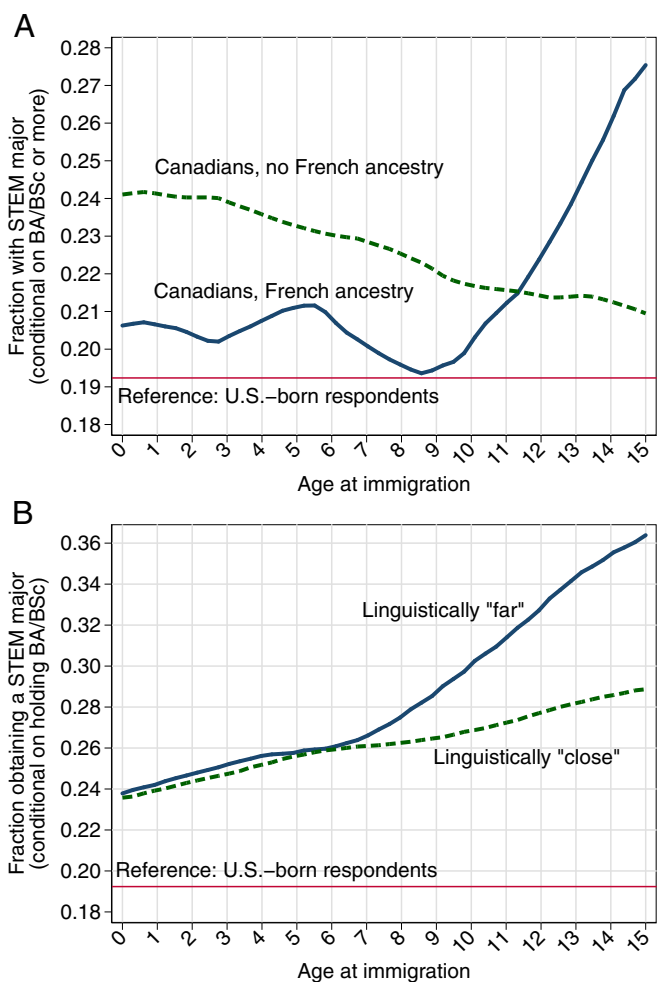 A
Fraction with STEM major
(conditional on BA/BSc or more)
0.28
0.27
0.26
0.25
0.24
0.23
0.22
0.21
0.20
0.19
0.18
Canadians, no French ancestry
Canadians, French ancestry
Reference: U.S.−born respondents
0 1 2 3 4 5 6 7 8 9 10 11 12 13 14 15
Age at immigration
B
Fraction obtaining a STEM major
(conditional on holding BA/BSc)
0.36
0.34
0.32
0.30
0.28
0.26
0.24
0.22
0.20
0.18
Linguistically "far"
Linguistically "close"
Reference: U.S.−born respondents
0 1 2 3 4 5 6 7 8 9 10 11 12 13 14 15
Age at immigration